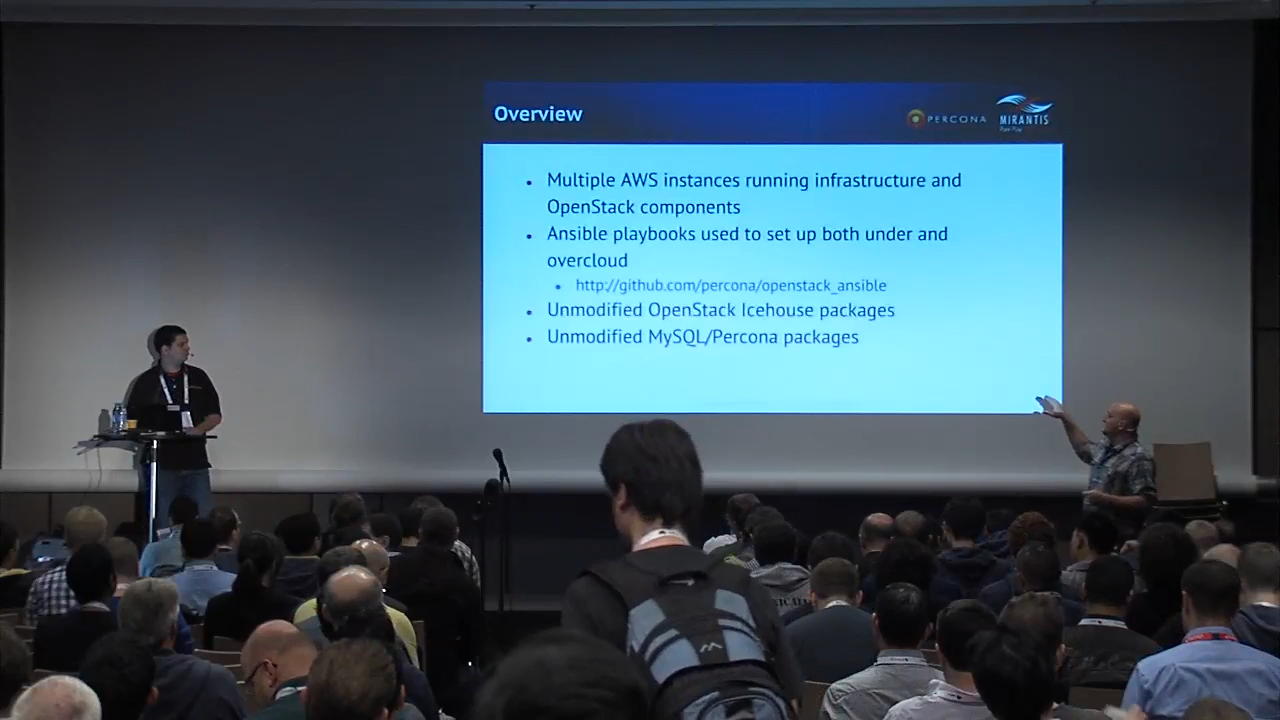 Overview
PERCONA
MIRANTIS
Multiple AWS instances running infrastructure and
OpenStack components
Ansible playbooks used to set up both under and
overcloud
http://github.com/percona/openstack_ansible
Unmodified OpenStack Icehouse packages
Unmodified MySQL/Percona packages